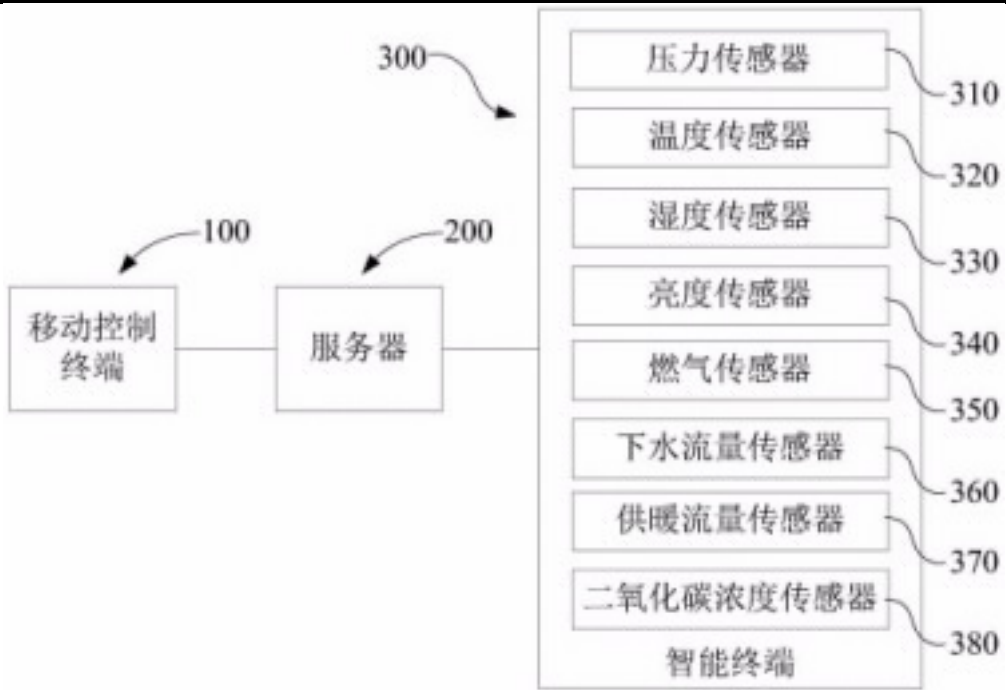 300
压力传感器
310
温度传感器
320
湿度传感器
330
100
200
亮度传感器
340
移动控制
终端
服务器
燃气传感器
350
下水流量传感器
360
供暖流量传感器
370
二氧化碳浓度传感器
380
智能终端